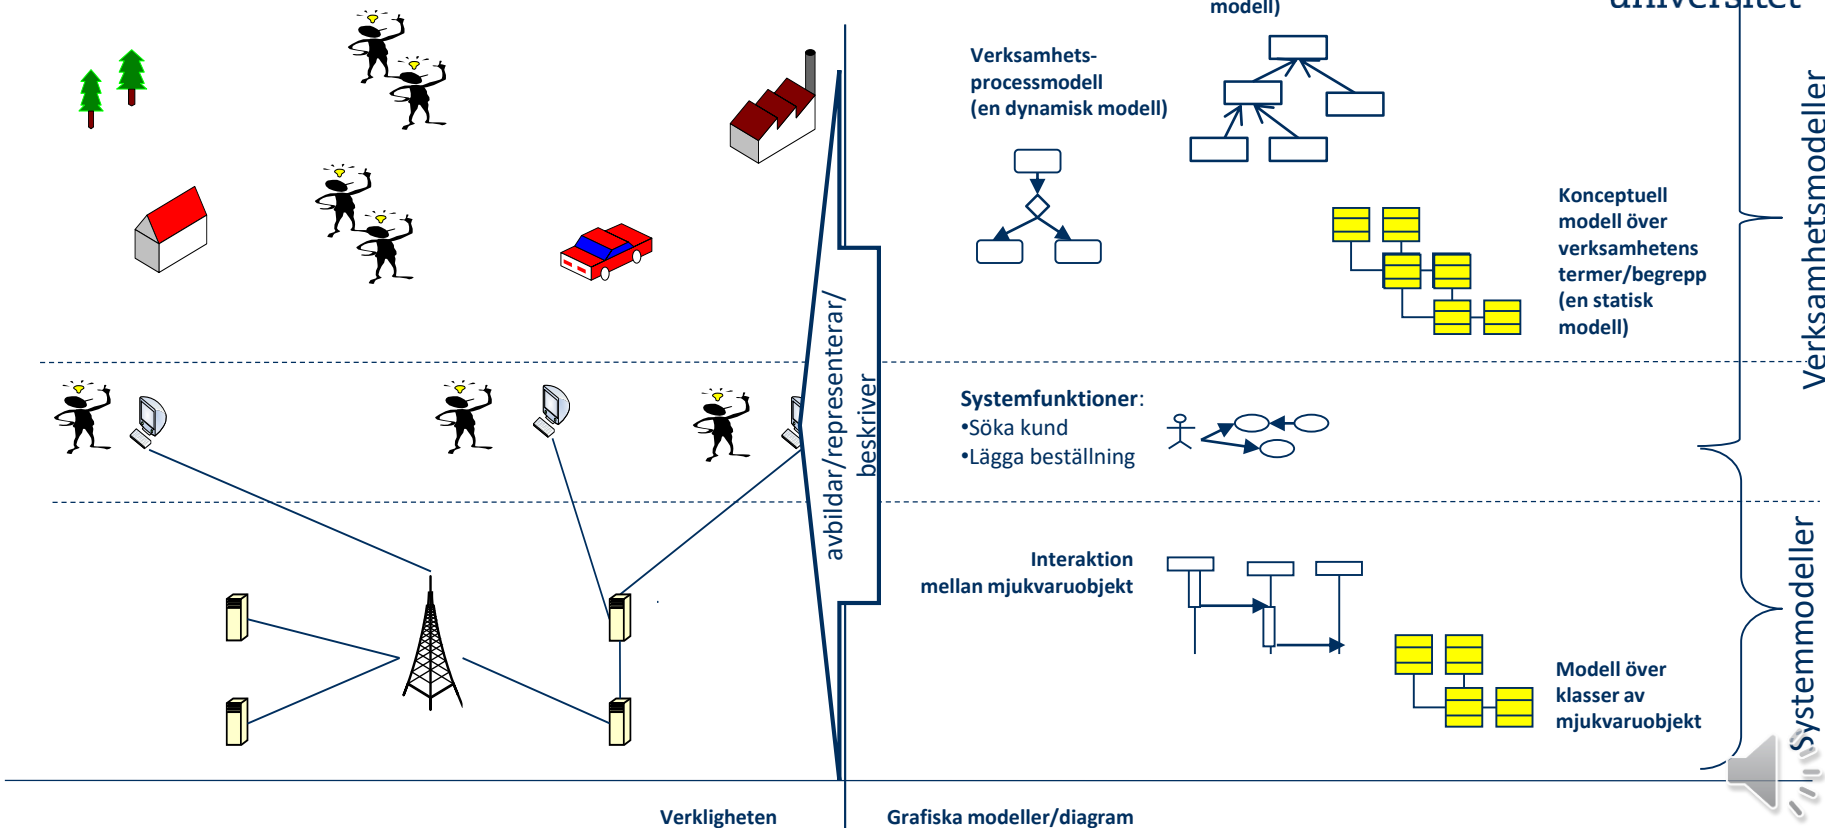 modell)
universitet
Verksamhets-
processmodell
(en dynamisk modell)
Konceptuell
modell över
verksamhetens
termer/begrepp
(en statisk
modell)
Verksamhetsmodeller
avbildar/representerar/
beskriver
Systemfunktioner:
•Söka kund
•Lägga beställning
Interaktion
mellan mjukvaruobjekt
Modell över
klasser av
mjukvaruobjekt
Systemmodeller
Verkligheten
Grafiska modeller/diagram